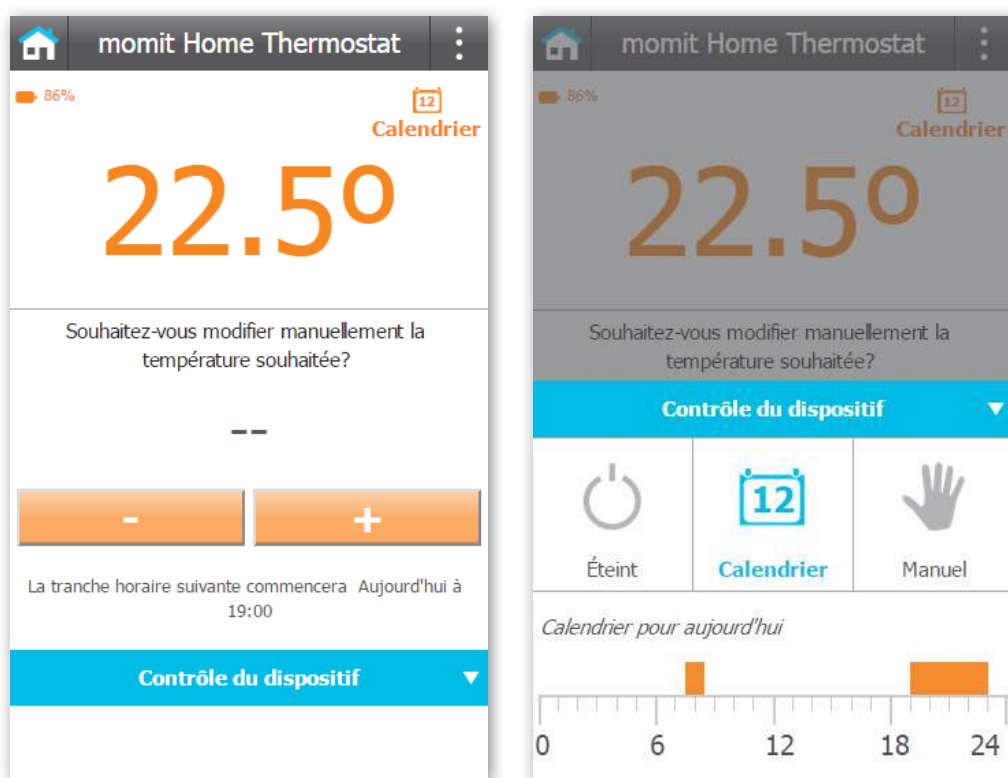 momit Home Thermostat
86%
12
Calendrier
22.5º
Souhaitez-vous modifier manuellement la
température souhaitée?
--
- +
La tranche horaire suivante commencera Aujourd'hui à
19:00
Contrôle du dispositif
momit Home Thermostat
86%
12
Calendrier
22.5º
Souhaitez-vous modifier manuellement la
température souhaitée?
Contrôle du dispositif
12
Éteint Calendrier Manuel
Calendrier pour aujourd'hui
0 6 12 18 24